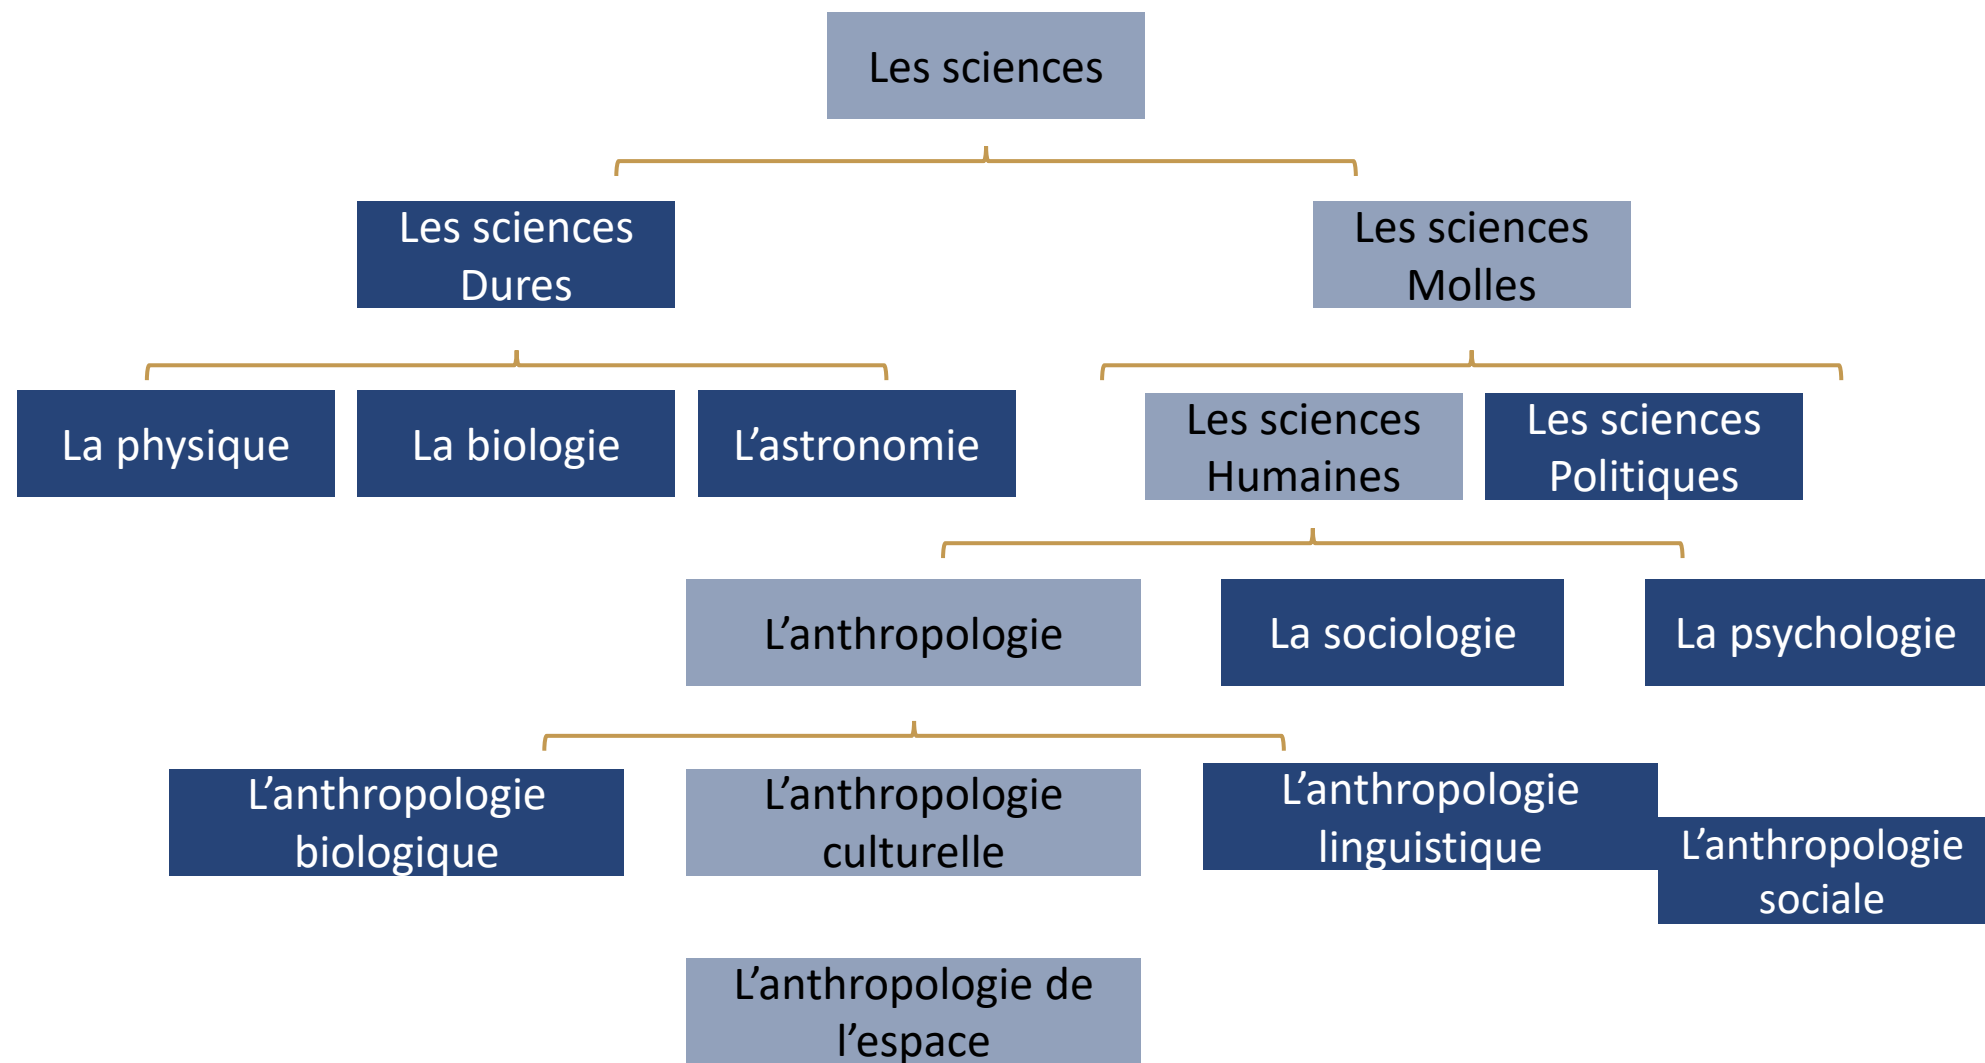 Les sciences
Les sciences
Dures
Les sciences
Molles
La physique
La biologie
L’astronomie
Les sciences
Humaines
Les sciences
Politiques
L’anthropologie
La sociologie
La psychologie
L’anthropologie
biologique
L’anthropologie
culturelle
L’anthropologie
linguistique
L’anthropologie
sociale
L’anthropologie de
l’espace